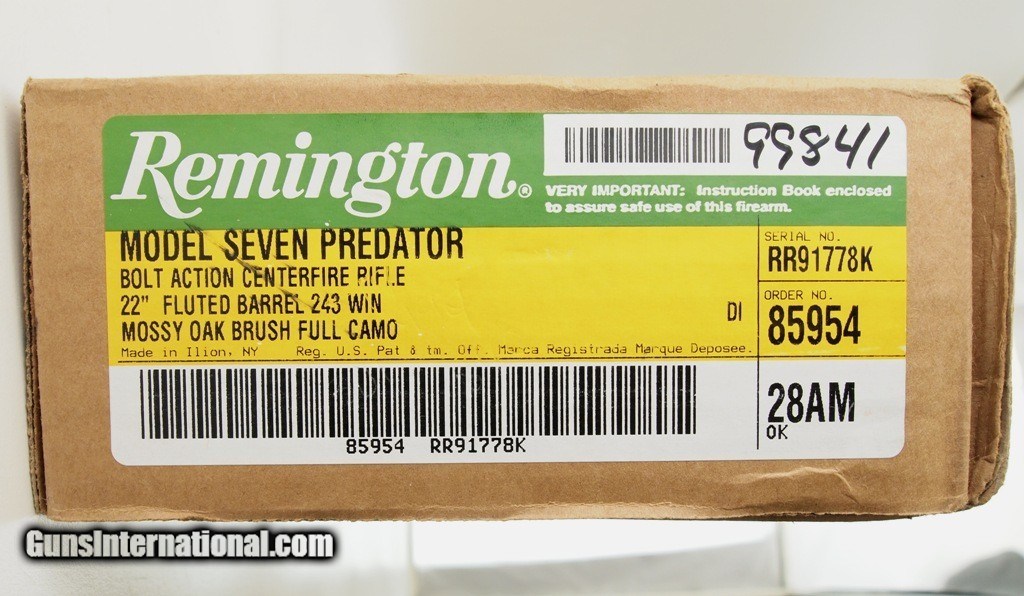 Remington®
99841
VERY IMPORTANT: Instruction Book enclosed
to assure safe use of this firearm.
MODEL SEVEN PREDATOR
BOLT ACTION CENTERFIRE RIFLE
22" FLUTED BARREL 243 WIN
MOSSY OAK BRUSH FULL CAMO
DI
Made in Ilion, NY Reg. U.S. Pat & tm. Off. Marca Registrada Marque Deposee.
SERIAL NO.
RR91778K
ORDER NO.
85954
28AM
OK
85954 RR91778K
GunsInternational.com